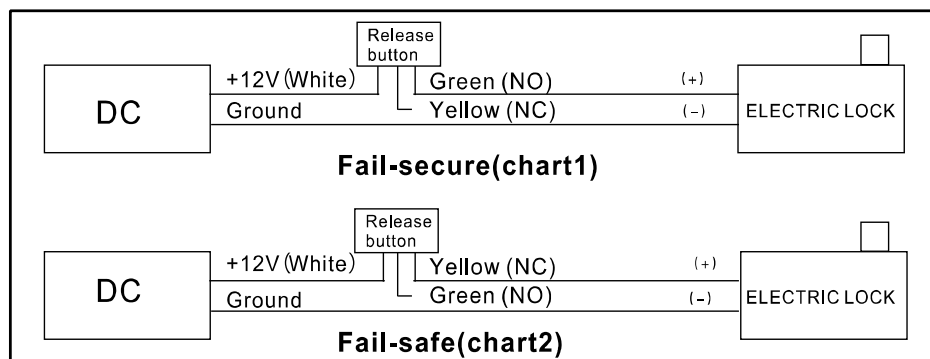 Release
button
+12V(White)
Green (NO)
(+)
DC
Ground
Yellow (NC)
(-)
ELECTRIC LOCK
Fail-secure(chart1)
Release
button
+12V(White)
Yellow (NC)
(+)
DC
Ground
Green (NO)
(-)
ELECTRIC LOCK
Fail-safe(chart2)